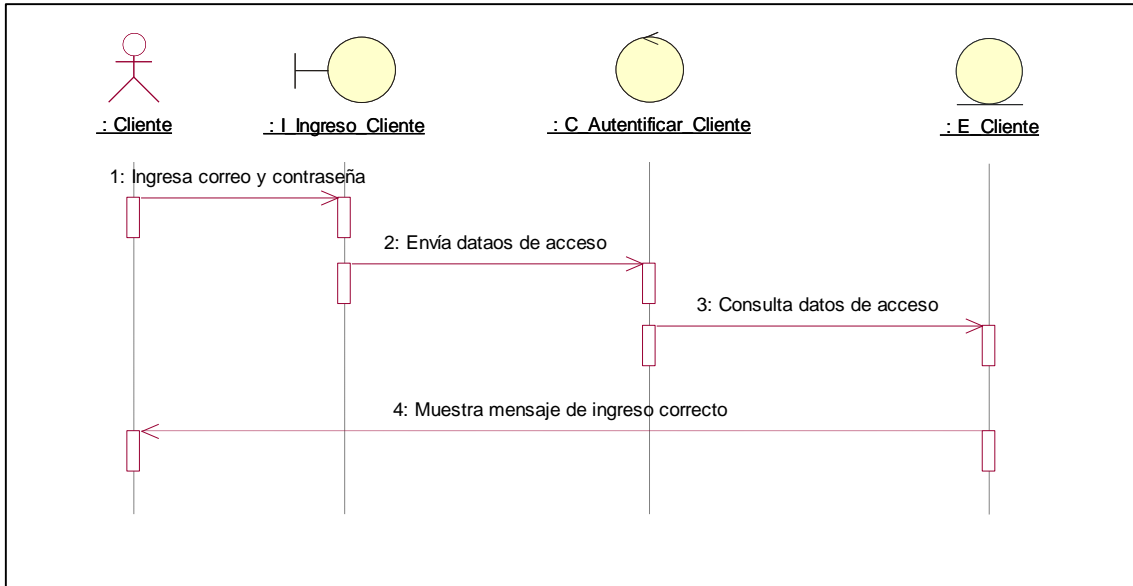 : Cliente
: I_Ingreso_Cliente
: C_Autentificar_Cliente
: E_Cliente
1: Ingresa correo y contraseña
2: Envía dataos de acceso
3: Consulta datos de acceso
4: Muestra mensaje de ingreso correcto